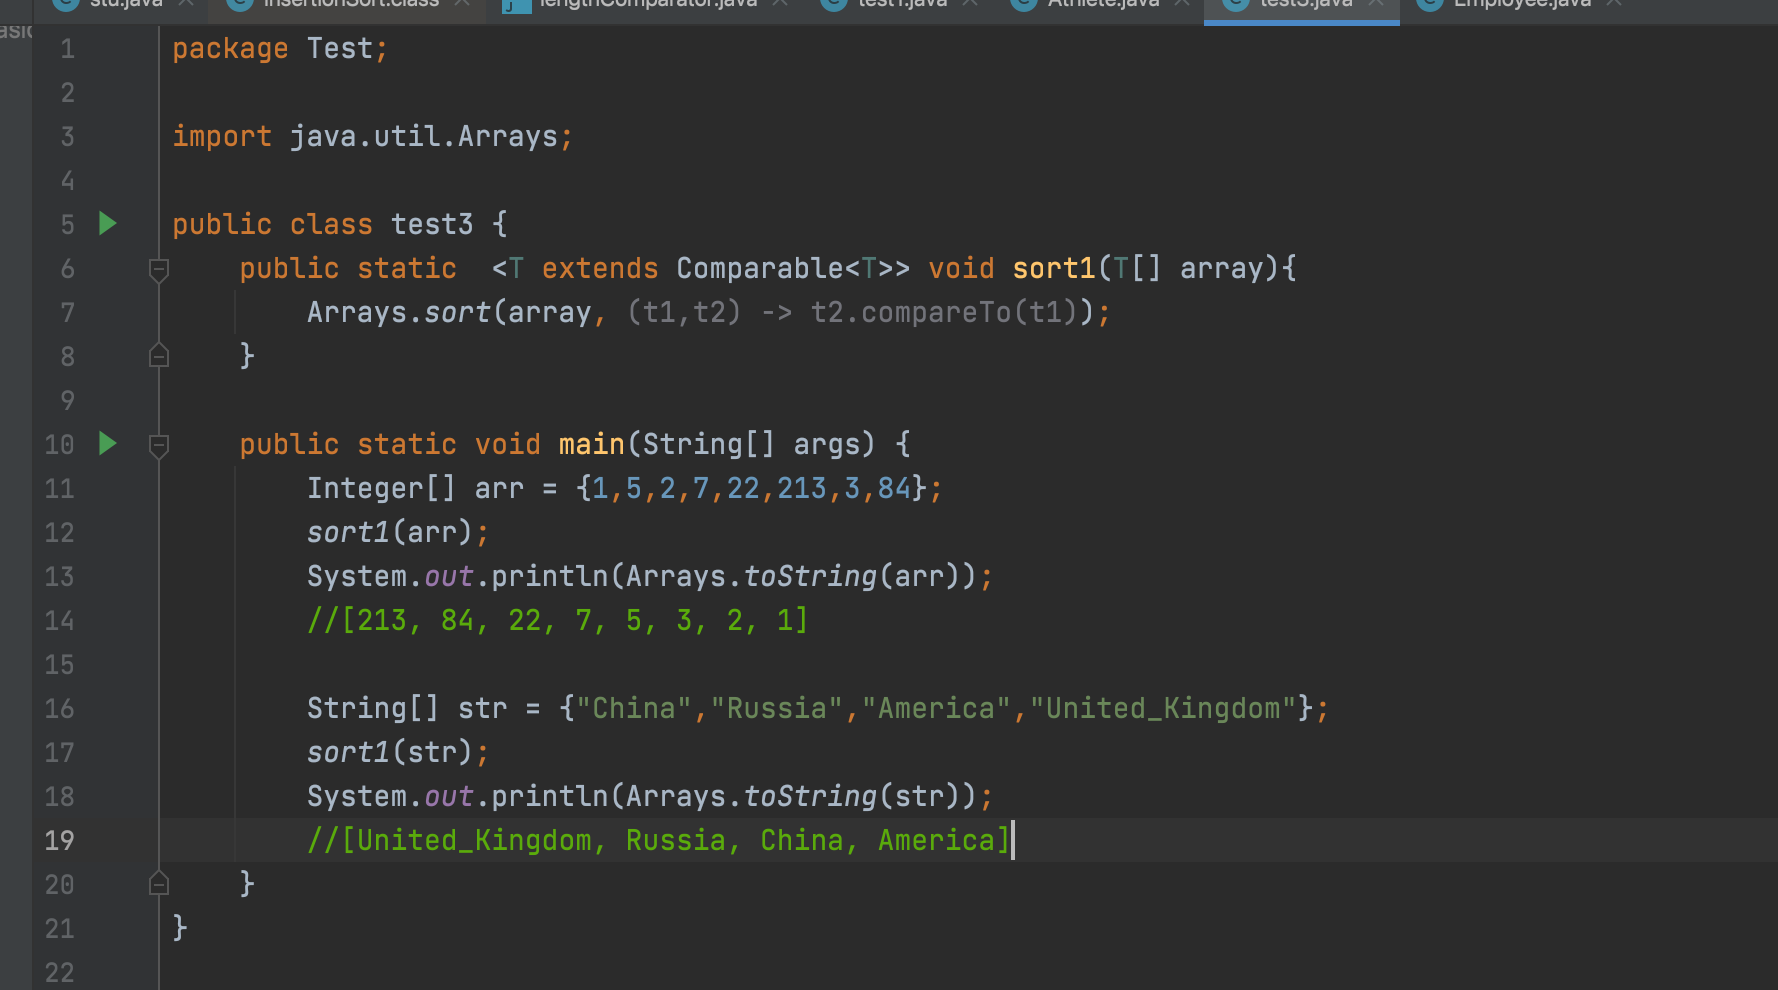 stu.java InsertionSort.class lengthComparator.java test1.java Athlete.java test3.java Employee.java
1 package Test;
2
3 import java.util.Arrays;
4
5 public class test3 {
6 public static  <T extends Comparable<T>> void sort1(T[] array){
7 Arrays.sort(array, (t1,t2) -> t2.compareTo(t1));
8 }
9
10 public static void main(String[] args) {
11 Integer[] arr = {1,5,2,7,22,213,3,84};
12 sort1(arr);
13 System.out.println(Arrays.toString(arr));
14 //[213, 84, 22, 7, 5, 3, 2, 1]
15
16 String[] str = {"China","Russia","America","United_Kingdom"};
17 sort1(str);
18 System.out.println(Arrays.toString(str));
19 //[United_Kingdom, Russia, China, America]
20 }
21 }
22